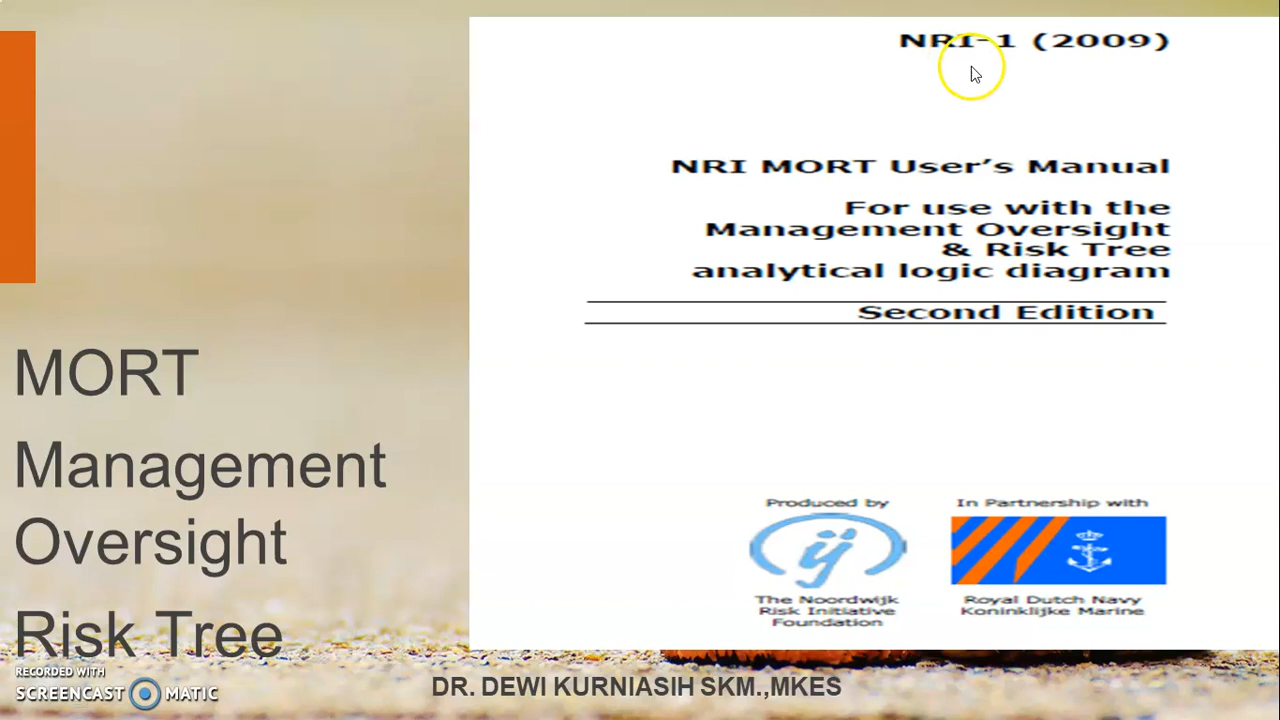 NRI-1 (2009)
NRI MORT User's Manual
For use with the
Management Oversight
& Risk Tree
analytical logic diagram
Second Edition
MORT
Management
Oversight
Risk Tree
Produced by
ij
The Noordwijk
Risk Initiative
Foundation
In Partnership with
Royal Dutch Navy
Koninklijke Marine
RECORDED WITH
SCREENCAST MATIC
DR. DEWI KURNIASIH SKM.,MKES